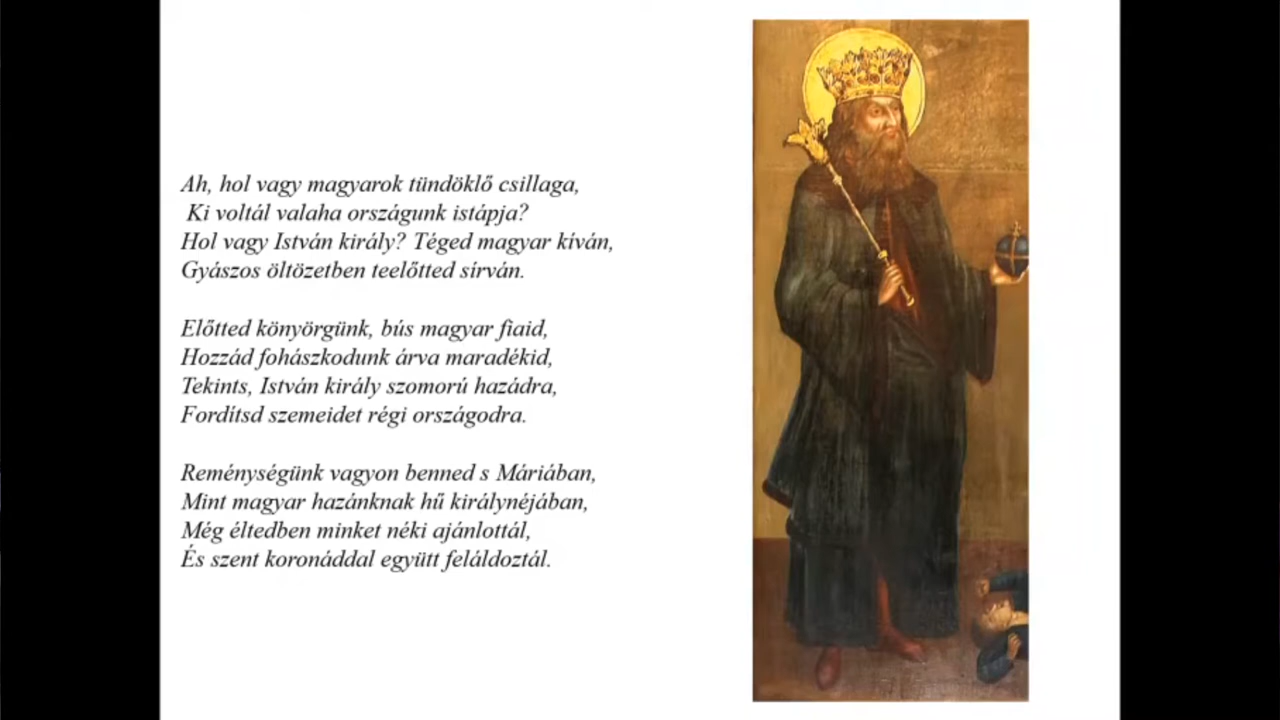 Ah, hol vagy magyarok tündöklő csillaga,
Ki voltál valaha országunk istápja?
Hol vagy István király? Téged magyar kíván,
Gyászos öltözetben teelőtted sírván.
Előtted könyörgünk, bús magyar fiaid,
Hozzád fohászkodunk árva maradékid,
Tekints, István király szomorú hazádra,
Fordítsd szemeidet régi országodra.
Reménységünk vagyon benned s Máriában,
Mint magyar hazánknak hű királynéjában,
Még éltedben minket néki ajánlottál,
És szent koronáddal együtt feláldoztál.